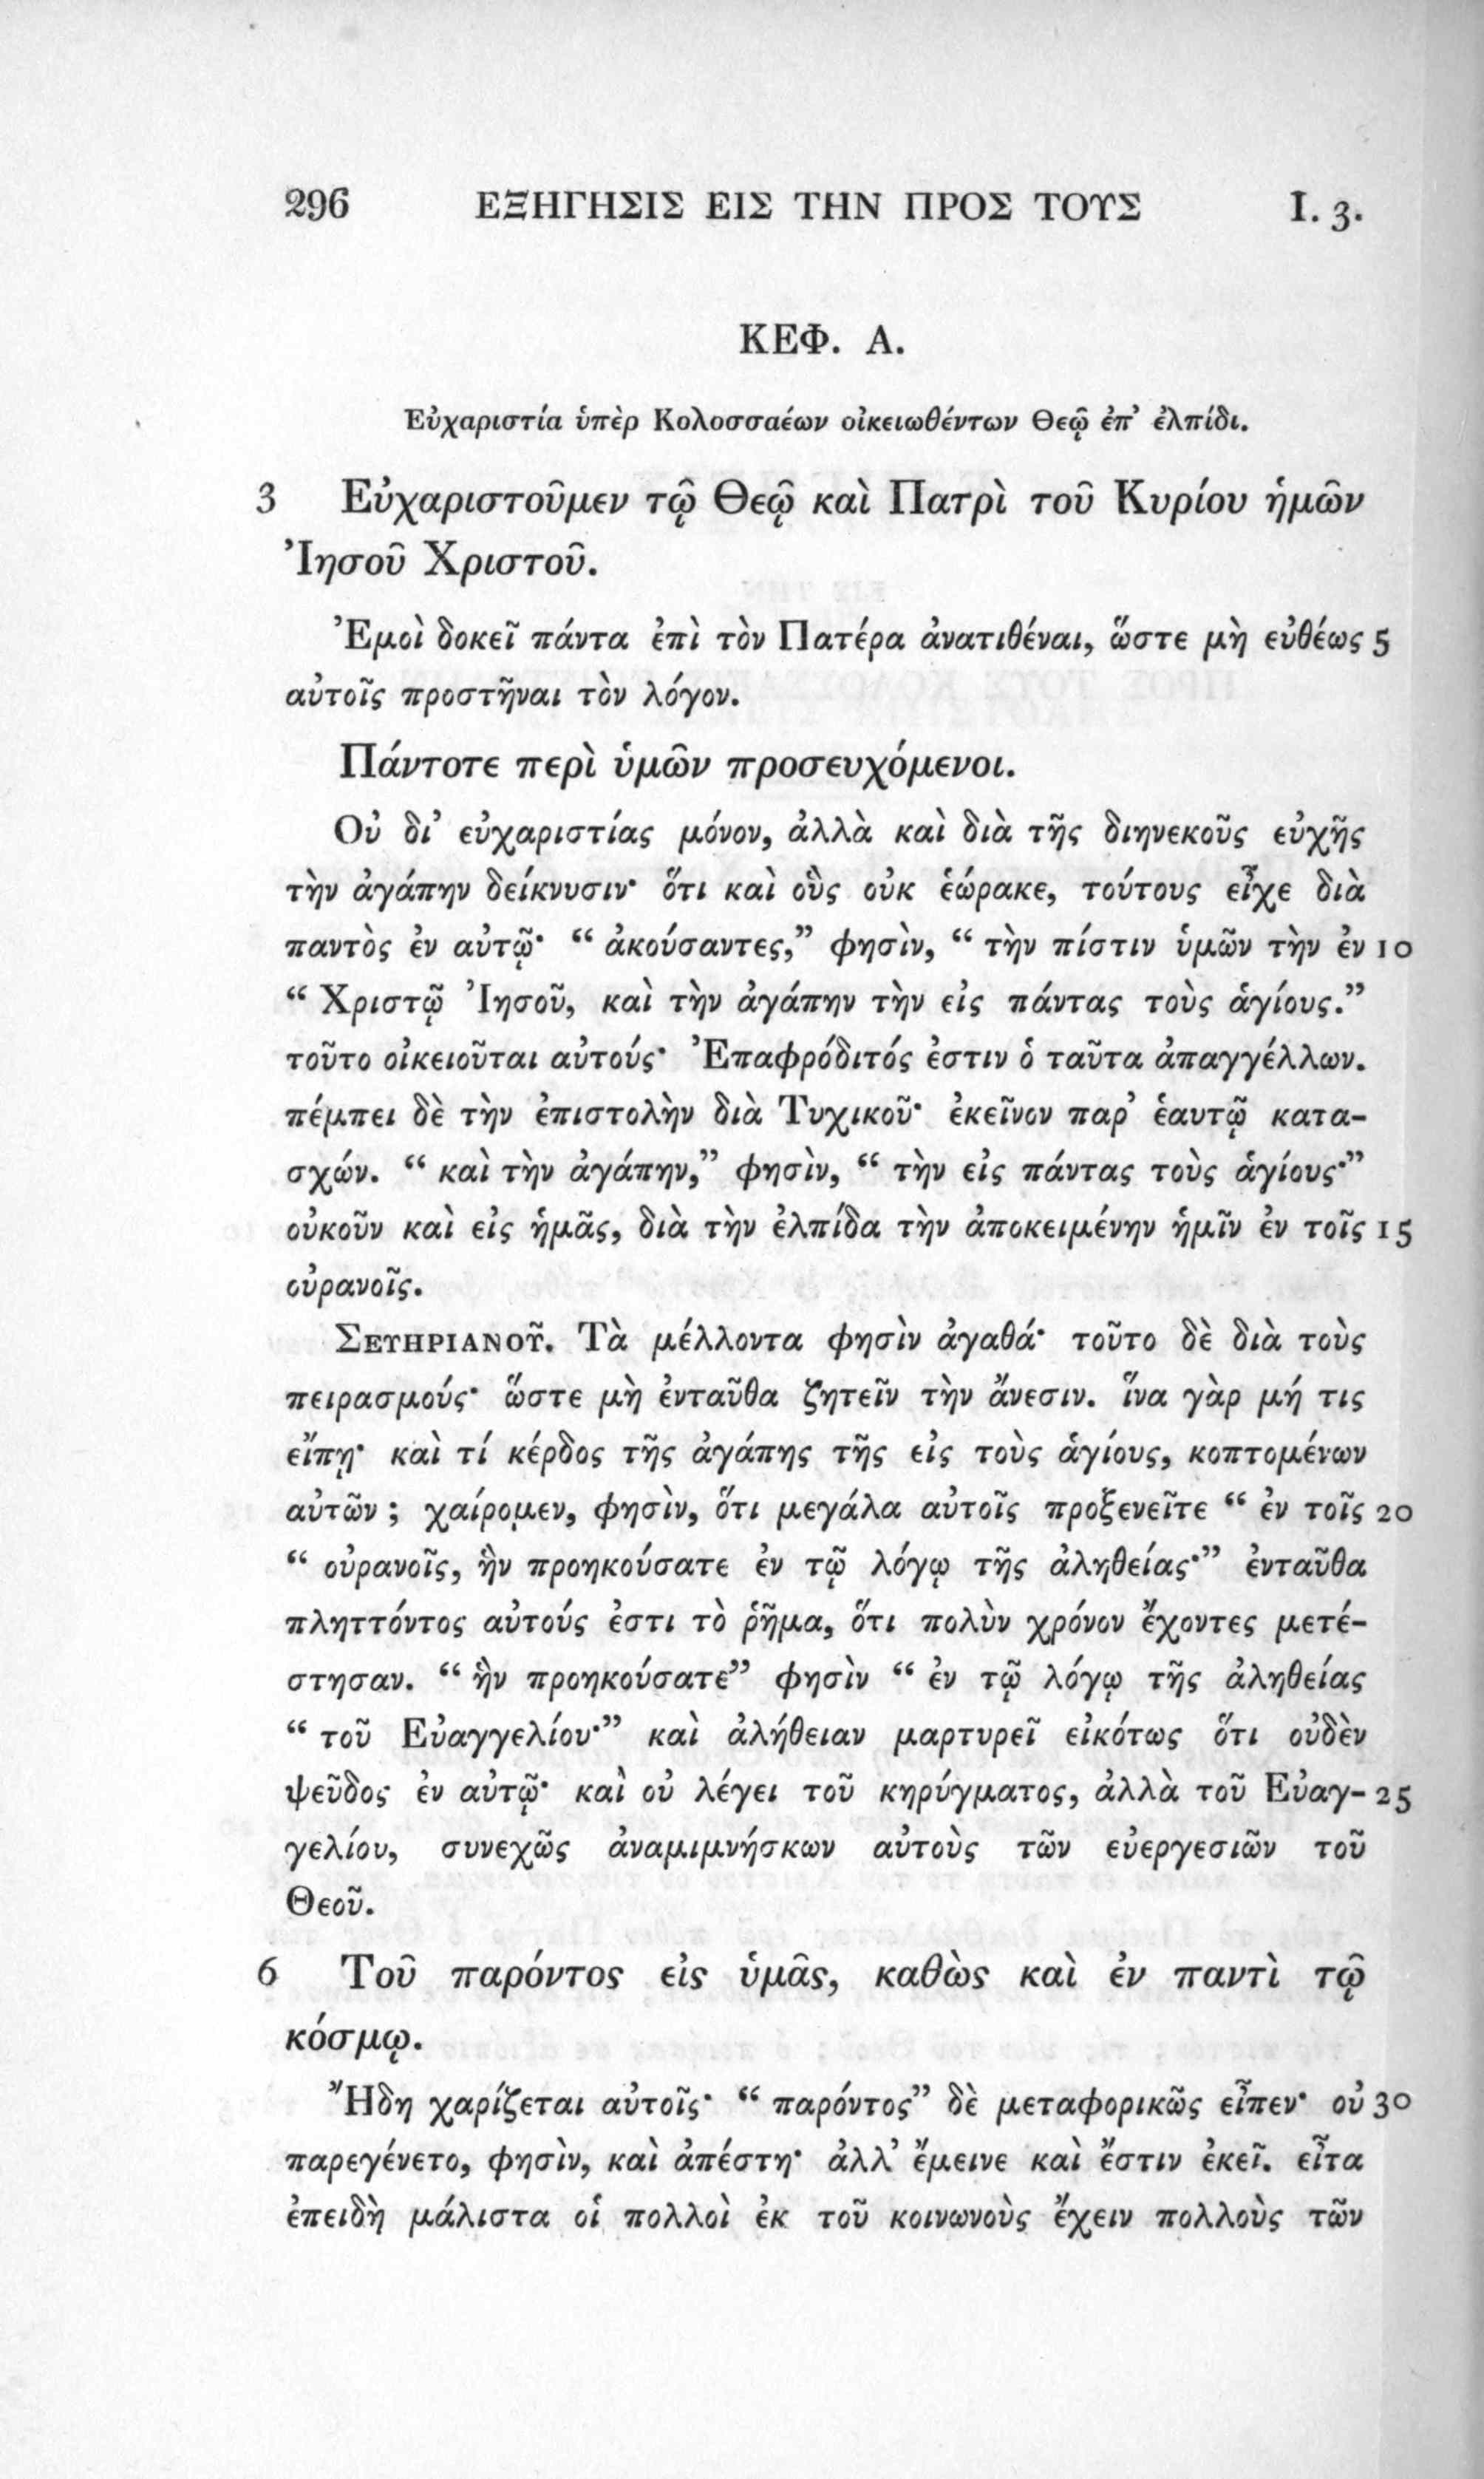 296 ΕΞΗΓΗΣΙΣ ΕΙΣ ΤΗΝ ΠΡΟΣ ΤΟΥΣ I. 3.
ΚΕΦ. Α.
Εὐχαριστία ὑπὲρ Κολοσσαέων οἰκειωθέντων Θεῷ ἐπ’ ἐλπίδι.
3 Εὐχαριστοῦμεν τῷ Θεῷ καὶ Πατρὶ τοῦ Κυρίου ἡμῶν
Ἰησοῦ Χριστοῦ.
Ἐμοὶ δοκεῖ πάντα ἐπὶ τὸν Πατέρα ἀνατιθέναι, ὥστε μὴ εὐθέως 5
αὐτοῖς προστῆναι τὸν λόγον.
Πάντοτε περὶ ὑμῶν προσευχόμενοι.
Οὐ δι’ εὐχαριστίας μόνον, ἀλλὰ καὶ διὰ τῆς διηνεκοῦς εὐχῆς
τὴν ἀγάπην δείκνυσιν· ὅτι καὶ οὓς οὐκ ἑώρακε, τούτους εἶχε διὰ
παντὸς ἐν αὐτῷ· “ ἀκούσαντες,” φησὶν, “ τὴν πίστιν ὑμῶν τὴν ἐν 10
“ Χριστῷ Ἰησοῦ, καὶ τὴν ἀγάπην τὴν εἰς πάντας τοὺς ἁγίους.”
τοῦτο οἰκειοῦται αὐτούς· Ἐπαφρόδιτός ἐστιν ὁ ταῦτα ἀπαγγέλλων.
πέμπει δὲ τὴν ἐπιστολὴν διὰ Τυχικοῦ· ἐκεῖνον παρ’ ἑαυτῷ κατα-
σχών. “ καὶ τὴν ἀγάπην,” φησὶν, “ τὴν εἰς πάντας τοὺς ἁγίους·”
οὐκοῦν καὶ εἰς ἡμᾶς, διὰ τὴν ἐλπίδα τὴν ἀποκειμένην ἡμῖν ἐν τοῖς 15
οὐρανοῖς.
ΣΕΥΗΡΙΑΝΟῦ. Τὰ μέλλοντα φησὶν ἀγαθά· τοῦτο δὲ διὰ τοὺς
πειρασμούς· ὥστε μὴ ἐνταῦθα ζητεῖν τὴν ἄνεσιν. ἵνα γὰρ μή τις
εἴπῃ· καὶ τί κέρδος τῆς ἀγάπης τῆς εἰς τοὺς ἁγίους, κοπτομένων
αὐτῶν ; χαίρομεν, φησὶν, ὅτι μεγάλα αὐτοῖς προξενεῖτε “ ἐν τοῖς 20
“ οὐρανοῖς, ἣν προηκούσατε ἐν τῷ λόγῳ τῆς ἀληθείας·” ἐνταῦθα
πληττόντος αὐτούς ἐστι τὸ ῥῆμα, ὅτι πολὺν χρόνον ἔχοντες μετέ-
στησαν. “ ἣν προηκούσατε” φησὶν “ ἐν τῷ λόγῳ τῆς ἀληθείας
“ τοῦ Εὐαγγελίου·” καὶ ἀλήθειαν μαρτυρεῖ εἰκότως ὅτι οὐδὲν
ψεῦδος ἐν αὐτῷ· καὶ οὐ λέγει τοῦ κηρύγματος, ἀλλὰ τοῦ Εὐαγ- 25
γελίου, συνεχῶς ἀναμιμνήσκων αὐτοὺς τῶν εὐεργεσιῶν τοῦ
Θεοῦ.
6 Τοῦ παρόντος εἰς ὑμᾶς, καθὼς καὶ ἐν παντὶ τῷ
κόσμῳ.
Ἤδη χαρίζεται αὐτοῖς· “ παρόντος” δὲ μεταφορικῶς εἶπεν· οὐ 30
παρεγένετο, φησὶν, καὶ ἀπέστη· ἀλλ’ ἔμεινε καὶ ἔστιν ἐκεῖ. εἶτα
ἐπειδὴ μάλιστα οἱ πολλοὶ ἐκ τοῦ κοινωνοὺς ἔχειν πολλοὺς τῶν